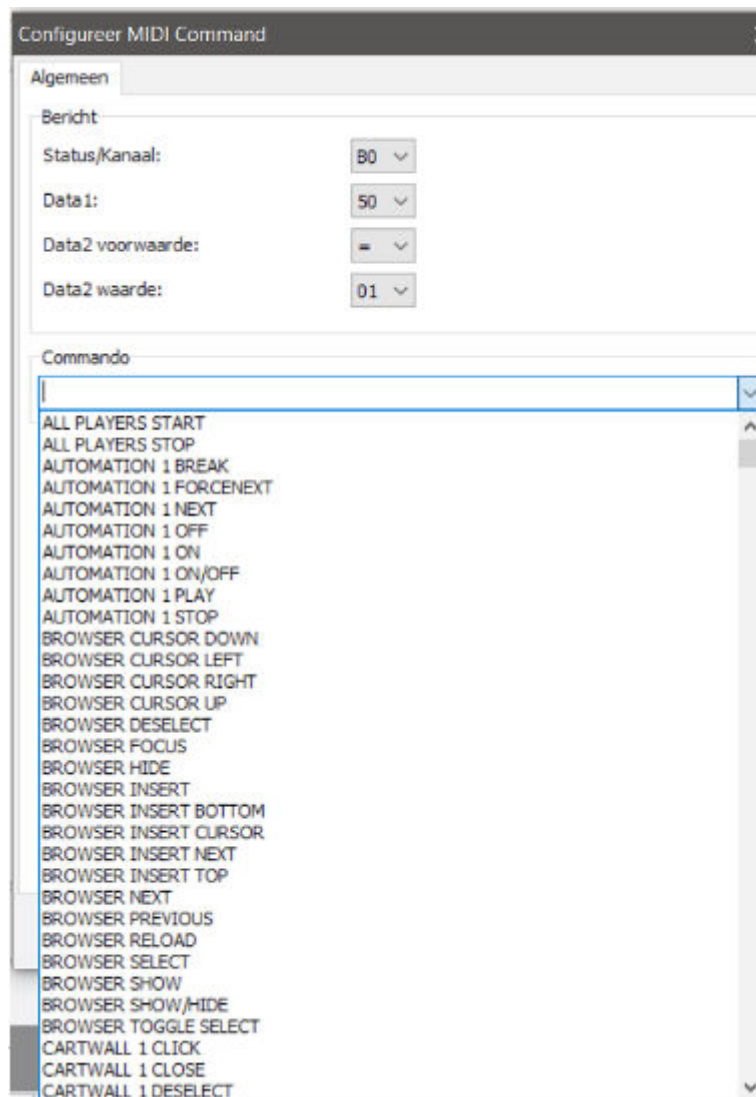 Configureer MIDI Command
Algemeen
Bericht
Status/Kanaal: B0
Data1: 50
Data2 voorwaarde: =
Data2 waarde: 01
Commando
ALL PLAYERS START
ALL PLAYERS STOP
AUTOMATION 1 BREAK
AUTOMATION 1 FORCENEXT
AUTOMATION 1 NEXT
AUTOMATION 1 OFF
AUTOMATION 1 ON
AUTOMATION 1 ON/OFF
AUTOMATION 1 PLAY
AUTOMATION 1 STOP
BROWSER CURSOR DOWN
BROWSER CURSOR LEFT
BROWSER CURSOR RIGHT
BROWSER CURSOR UP
BROWSER DESELECT
BROWSER FOCUS
BROWSER HIDE
BROWSER INSERT
BROWSER INSERT BOTTOM
BROWSER INSERT CURSOR
BROWSER INSERT NEXT
BROWSER INSERT TOP
BROWSER NEXT
BROWSER PREVIOUS
BROWSER RELOAD
BROWSER SELECT
BROWSER SHOW
BROWSER SHOW/HIDE
BROWSER TOGGLE SELECT
CARTWALL 1 CLICK
CARTWALL 1 CLOSE
CARTWALL 1 DESELECT